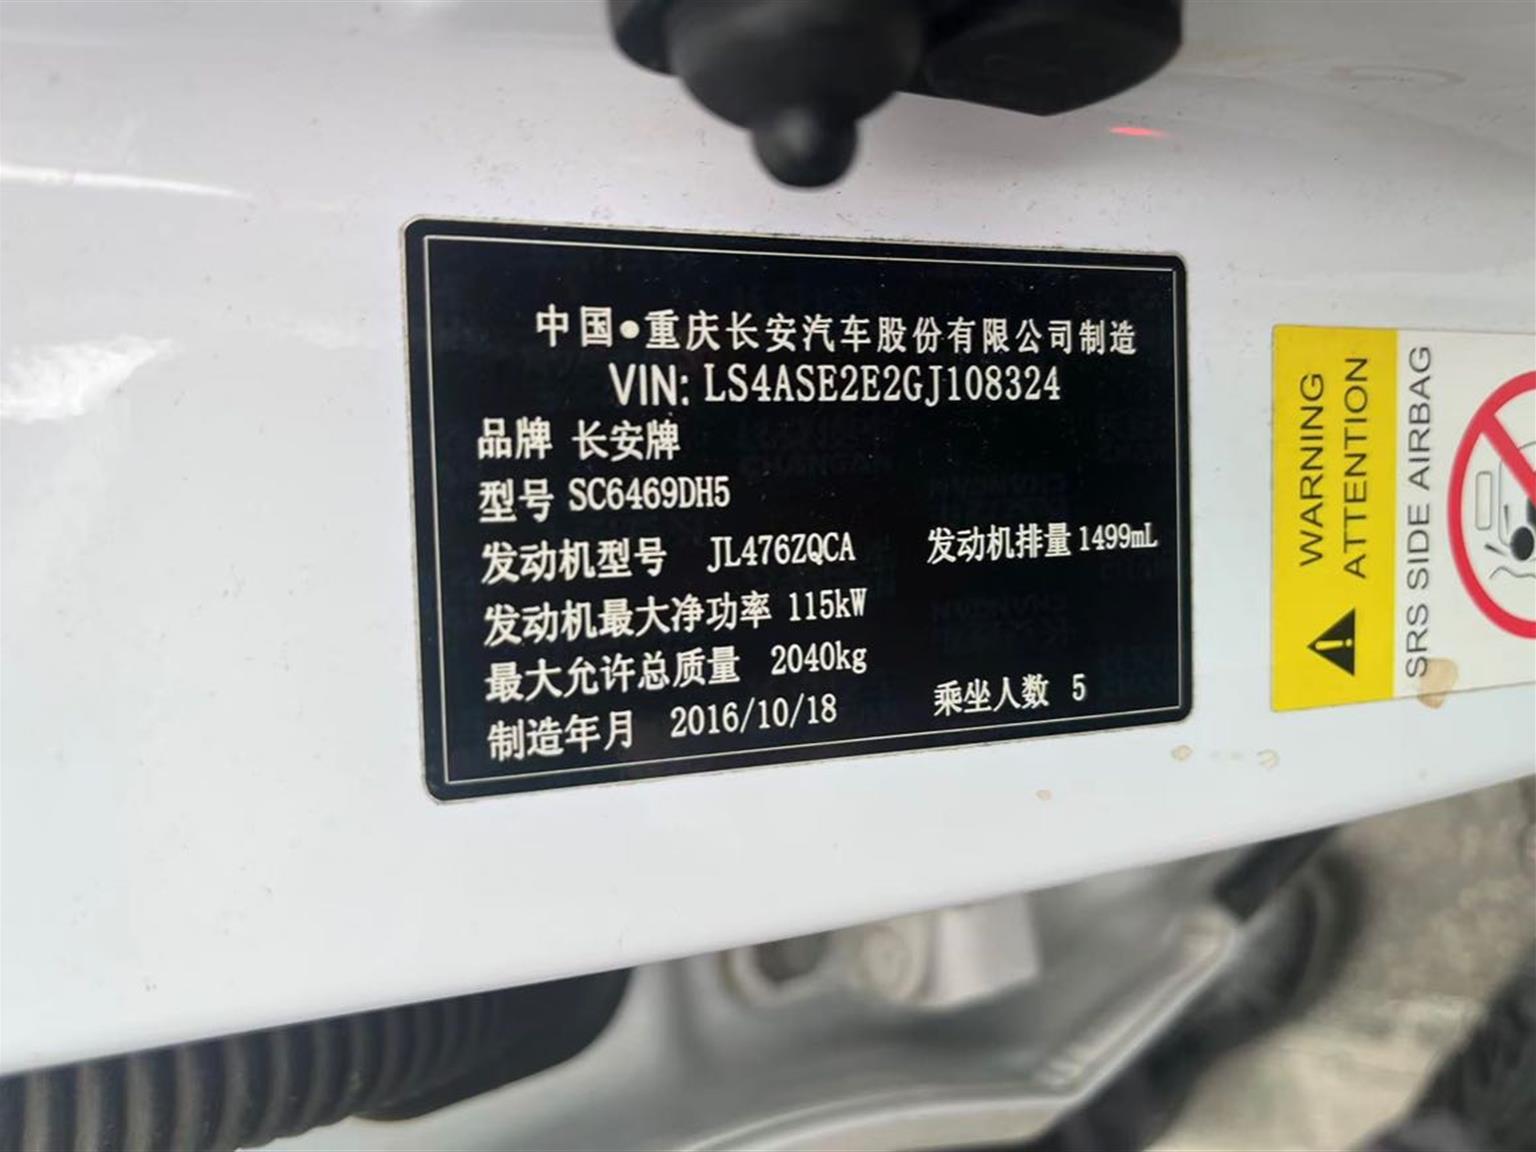 中国●重庆长安汽车股份有限公司制造
VIN: LS4ASE2E2GJ108324
品牌 长安牌
型号 SC6469DH5
发动机型号 JL476ZQCA 发动机排量 1499mL
发动机最大净功率 115kW
最大允许总质量 2040kg
制造年月 2016/10/18 乘坐人数 5
WARNING
ATTENTION
SRS SIDE AIRBAG